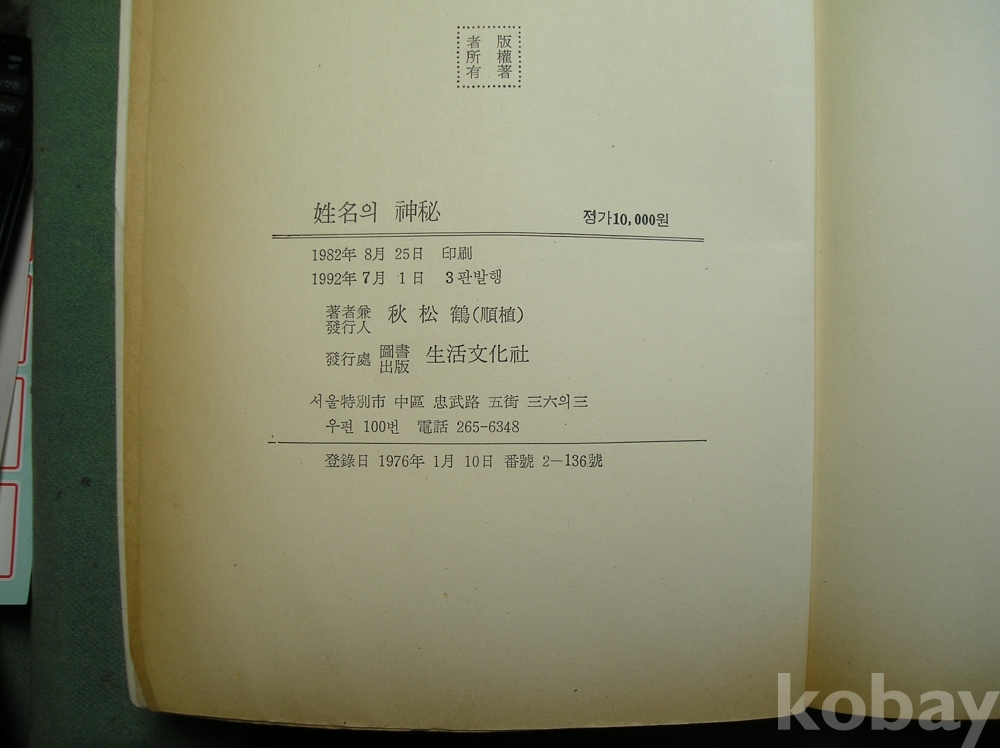 版權著
者所有
姓名의 神秘 정가10,000원
1982年 8月 25日 印刷
1992年 7月 1日 3판발행
著者兼
發行人 秋松鶴(順植)
發行處 圖書
出版 生活文化社
서울特別市 中區 忠武路 五街 三六의三
우편 100번 電話 265-6348
登錄日 1976年 1月 10日 番號 2—136號
kobay